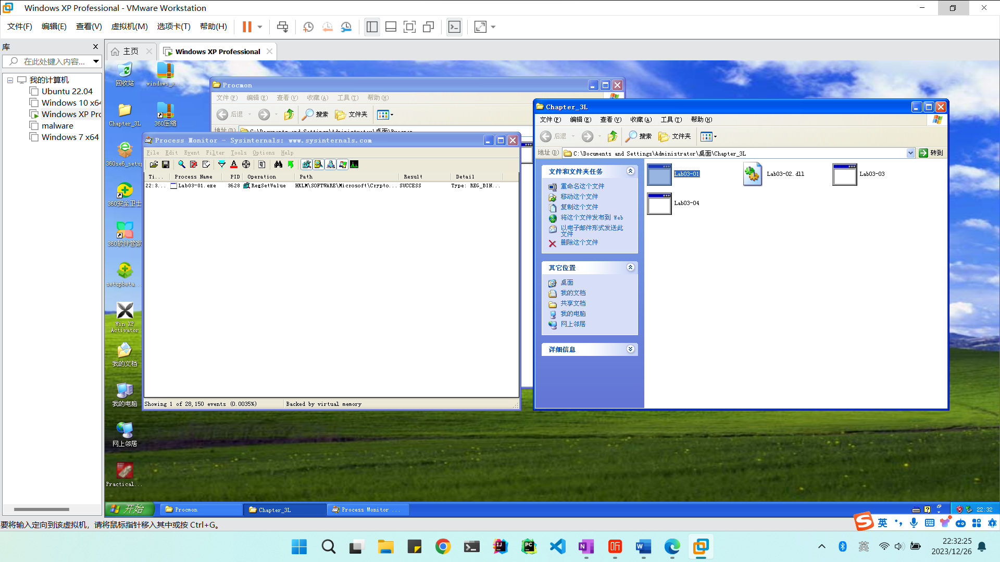 Windows XP Professional - VMware Workstation
文件(F) 编辑(E) 查看(V) 虚拟机(M) 选项卡(T) 帮助(H)
库
在此处键入内容...
我的计算机
Ubuntu 22.04
Windows 10 x64
Windows XP Pro
malware
Windows 7 x64
主页
Windows XP Professional
回收站
windows_x...
Chapter_3L
360压缩
360se6_setup
360安全卫士
360软件管家
setupbeta...
Win XP
Activator
我的文档
我的电脑
网上邻居
Practical...
Procmon
文件(F) 编辑(E) 查看(V) 收藏(A) 工具(T) 帮助(H)
后退 搜索 文件夹
地址(D) C:\Documents and Settings\Administrator\桌面\Procmon
Process Monitor - Sysinternals: www.sysinternals.com
File Edit Event Filter Tools Options Help
Ti... Process Name PID Operation Path Result Detail
22:3... Lab03-01.exe 3628 RegSetValue HKLM\SOFTWARE\Microsoft\Crypto... SUCCESS Type: REG_BIN...
Showing 1 of 28,150 events (0.0035%) Backed by virtual memory
Chapter_3L
文件(F) 编辑(E) 查看(V) 收藏(A) 工具(T) 帮助(H)
后退 搜索 文件夹
地址(D) C:\Documents and Settings\Administrator\桌面\Chapter_3L 转到
文件和文件夹任务
重命名这个文件
移动这个文件
复制这个文件
将这个文件发布到 Web
以电子邮件形式发送此
文件
删除这个文件
其它位置
桌面
我的文档
共享文档
我的电脑
网上邻居
详细信息
Lab03-01
Lab03-02.dll
Lab03-03
Lab03-04
开始 Procmon Chapter_3L Process Monitor ... 22:32
要将输入定向到该虚拟机，请将鼠标指针移入其中或按 Ctrl+G。
英
英
22:32:25
2023/12/26